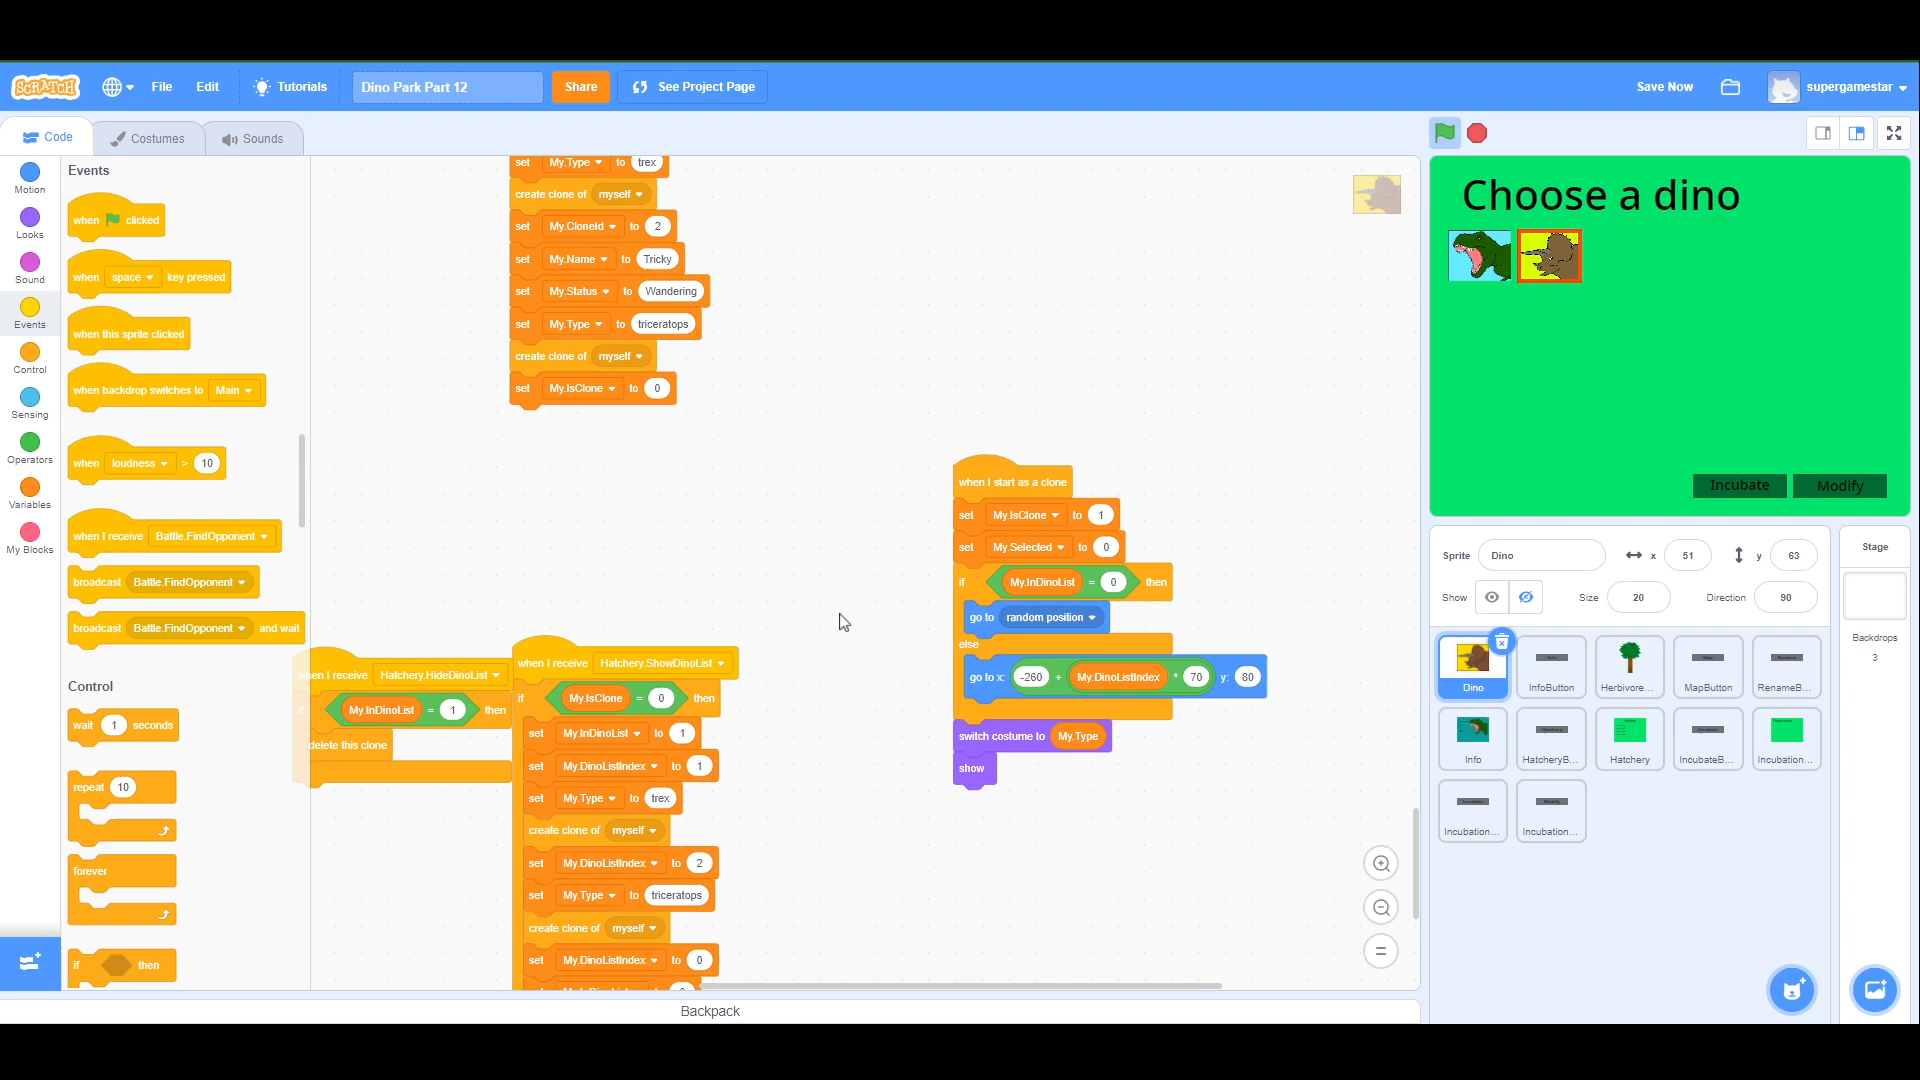 SCRATCH
File
Edit
Tutorials
Dino Park Part 12
Share
See Project Page
Save Now
supergamestar
Code
Costumes
Sounds
Motion
Looks
Sound
Events
Control
Sensing
Operators
Variables
My Blocks
Events
when clicked
when space key pressed
when this sprite clicked
when backdrop switches to Main
when loudness > 10
when I receive Battle.FindOpponent
broadcast Battle.FindOpponent
broadcast Battle.FindOpponent and wait
Control
wait 1 seconds
repeat 10
forever
if then
set My.Type to trex
create clone of myself
set My.CloneId to 2
set My.Name to Tricky
set My.Status to Wandering
set My.Type to triceratops
create clone of myself
set My.IsClone to 0
I receive Hatchery.HideDinoList
if My.InDinoList = 1 then
delete this clone
when I receive Hatchery.ShowDinoList
if My.IsClone = 0 then
set My.InDinoList to 1
set My.DinoListIndex to 1
set My.Type to trex
create clone of myself
set My.DinoListIndex to 2
set My.Type to triceratops
create clone of myself
set My.DinoListIndex to 0
when I start as a clone
set My.IsClone to 1
set My.Selected to 0
if My.InDinoList = 0 then
go to random position
else
go to x: -260 + My.DinoListIndex * 70 y: 80
switch costume to My.Type
show
Backpack
Choose a dino
Incubate
Modify
Sprite Dino x 51 y 63
Show Size 20 Direction 90
Dino
InfoButton
Herbivore...
MapButton
RenameB...
Info
HatcheryB...
Hatchery
IncubateB...
Incubation...
Incubation...
Incubation...
Stage
Backdrops
3